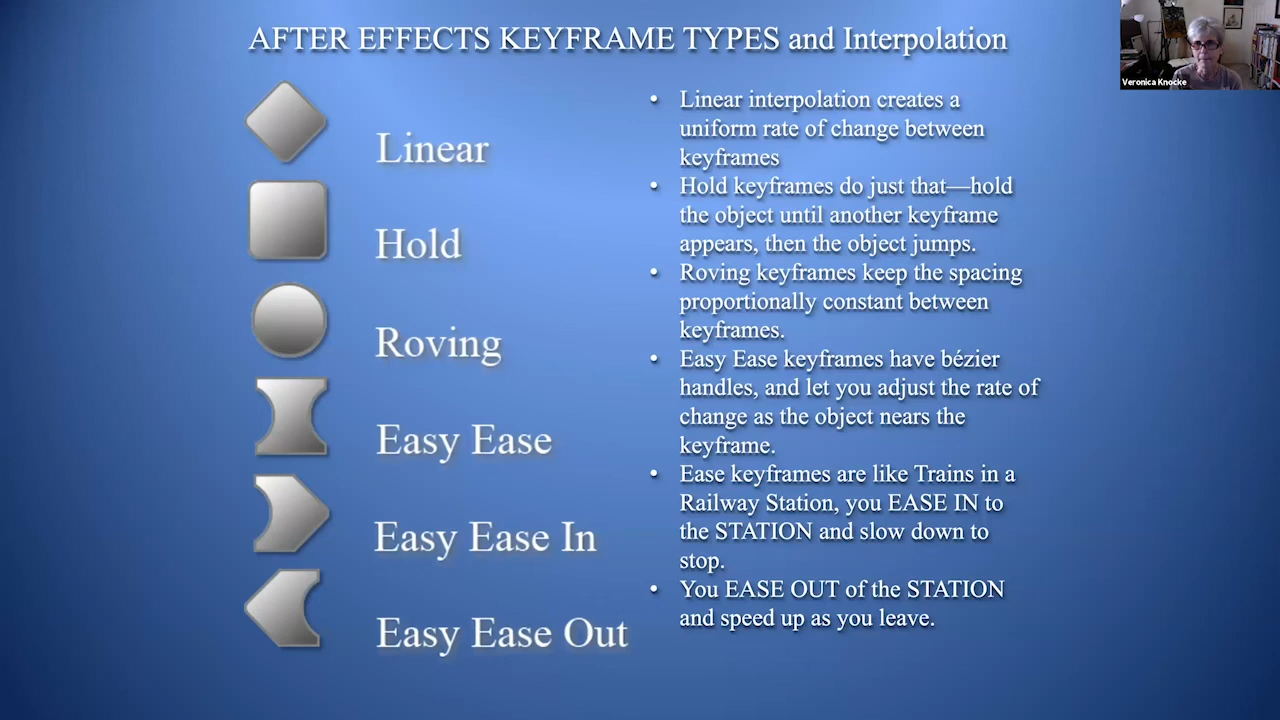 AFTER EFFECTS KEYFRAME TYPES and Interpolation
Linear
Hold
Roving
Easy Ease
Easy Ease In
Easy Ease Out
• Linear interpolation creates a
uniform rate of change between
keyframes
• Hold keyframes do just that—hold
the object until another keyframe
appears, then the object jumps.
• Roving keyframes keep the spacing
proportionally constant between
keyframes.
• Easy Ease keyframes have bézier
handles, and let you adjust the rate of
change as the object nears the
keyframe.
• Ease keyframes are like Trains in a
Railway Station, you EASE IN to
the STATION and slow down to
stop.
• You EASE OUT of the STATION
and speed up as you leave.
Veronica Knocke